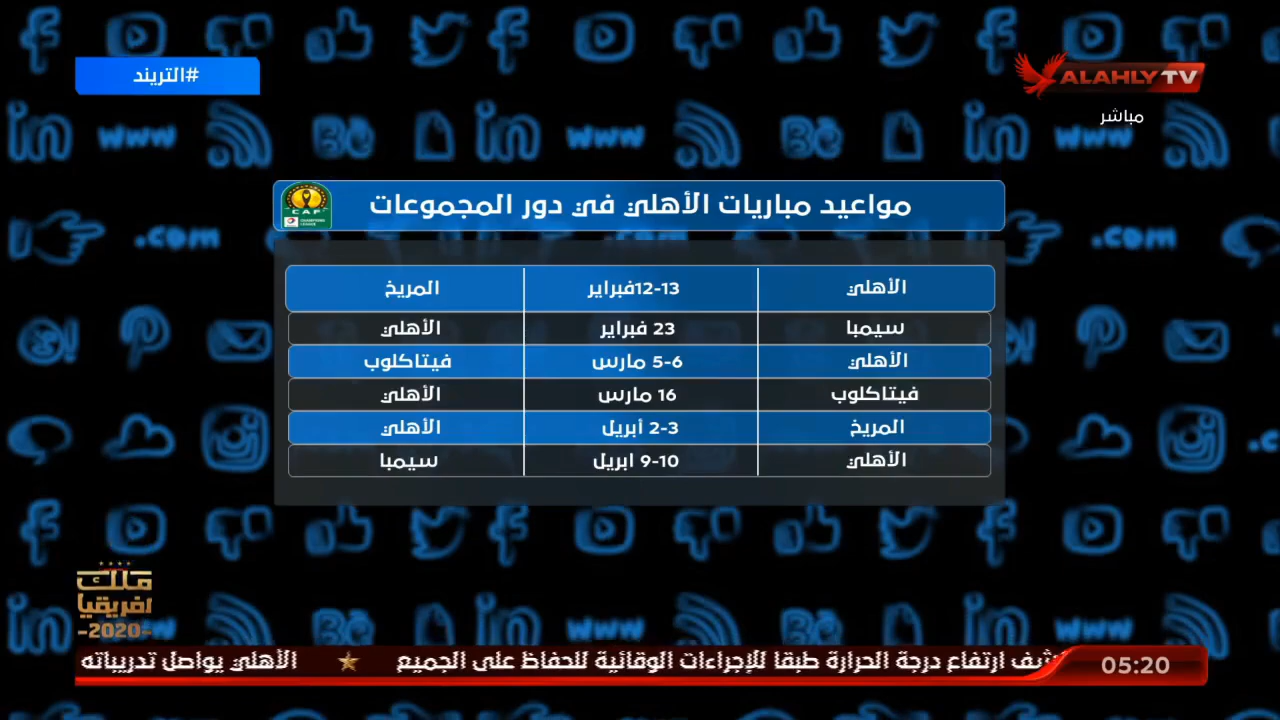 #التريند
ALAHLY TV
مباشر
مواعيد مباريات الأهلي في دور المجموعات
CAF
الأهلي 12-13فبراير المريخ
سيمبا 23 فبراير الأهلي
الأهلي 5-6 مارس فيتاكلوب
فيتاكلوب 16 مارس الأهلي
المريخ 2-3 أبريل الأهلي
الأهلي 9-10 ابريل سيمبا
ملك
افريقيا
-2020-
كشف ارتفاع درجة الحرارة طبقا للإجراءات الوقائية للحفاظ على الجميع ★ الأهلي يواصل تدريباته
05:20